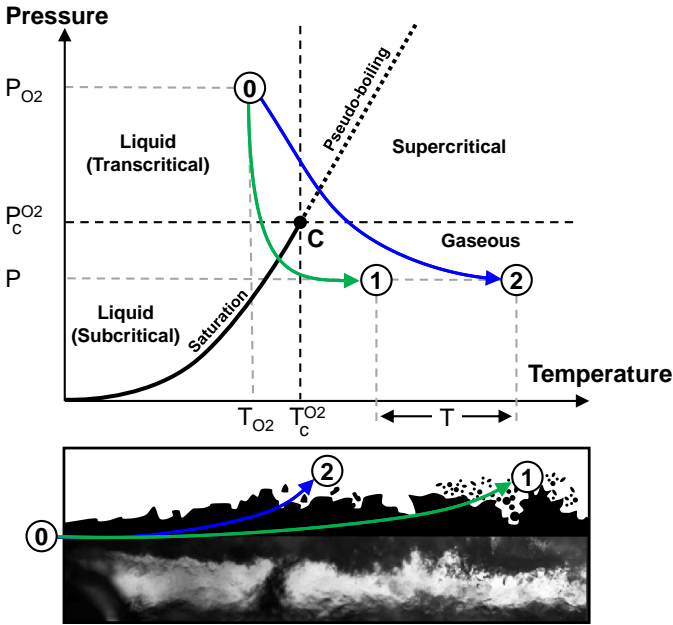 Pressure
P_O2
0
Pseudo-boiling
Liquid
(Transcritical)
Supercritical
P_c^O2
C
Gaseous
P
1
2
Liquid
(Subcritical)
Saturation
Temperature
T_O2
T_c^O2
T
2
1
0